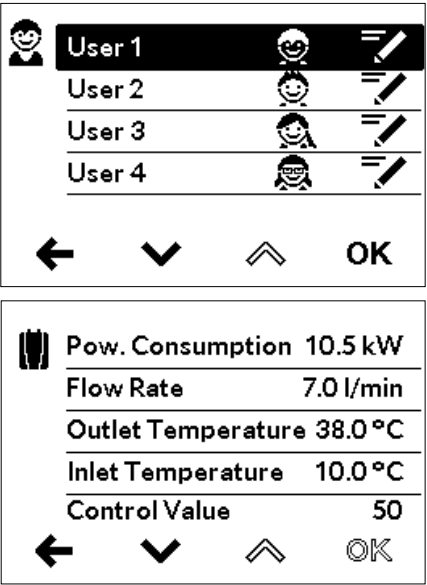 User 1
User 2
User 3
User 4
OK
Pow. Consumption 10.5 kW
Flow Rate 7.0 l/min
Outlet Temperature 38.0 °C
Inlet Temperature 10.0 °C
Control Value 50
OK